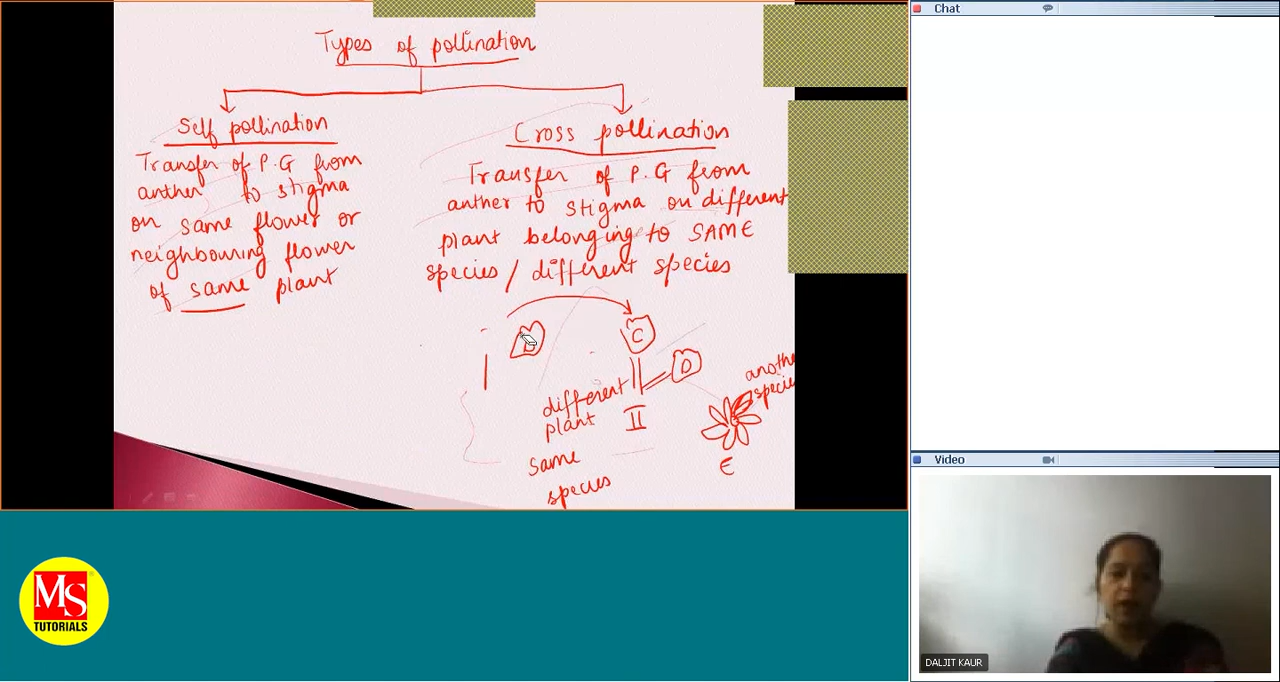 Types of pollination
Self pollination
Transfer of P.G from
anther to stigma
on same flower or
neighbouring flower
of same plant
Cross pollination
Transfer of P.G from
anther to stigma on different
plant belonging to SAME
species / different species
C
D
different
plant
II
same
species
E
Chat
Video
MS
TUTORIALS
DALJIT KAUR